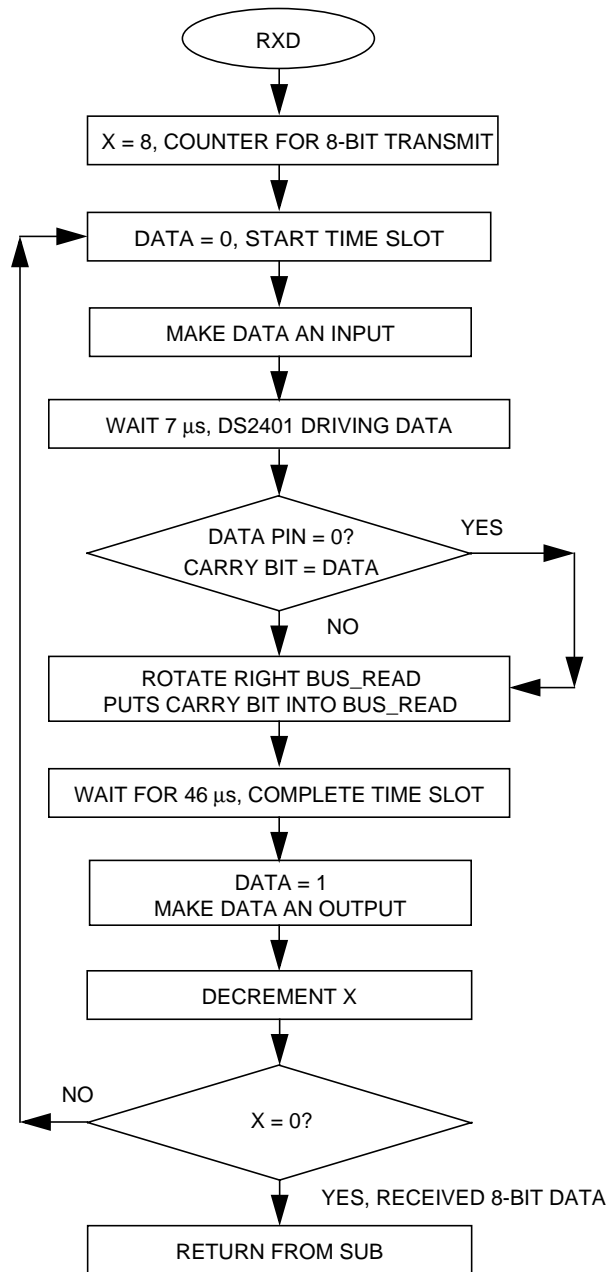 RXD
X = 8, COUNTER FOR 8-BIT TRANSMIT
DATA = 0, START TIME SLOT
MAKE DATA AN INPUT
WAIT 7 µs, DS2401 DRIVING DATA
DATA PIN = 0?
CARRY BIT = DATA
YES
NO
ROTATE RIGHT BUS_READ
PUTS CARRY BIT INTO BUS_READ
WAIT FOR 46 µs, COMPLETE TIME SLOT
DATA = 1
MAKE DATA AN OUTPUT
DECREMENT X
NO
X = 0?
YES, RECEIVED 8-BIT DATA
RETURN FROM SUB